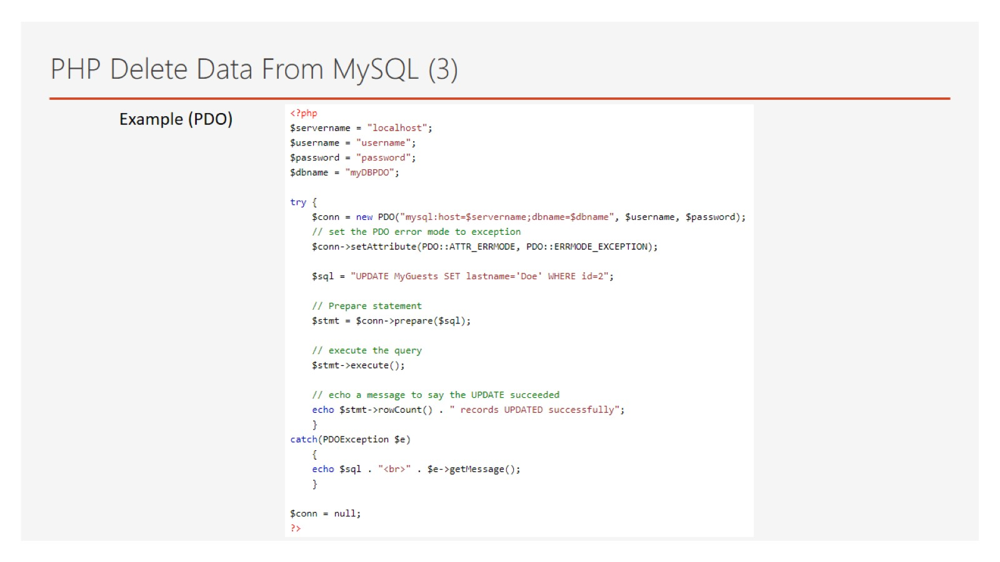 PHP Delete Data From MySQL (3)
Example (PDO)
<?php
$servername = "localhost";
$username = "username";
$password = "password";
$dbname = "myDBPDO";
try {
    $conn = new PDO("mysql:host=$servername;dbname=$dbname", $username, $password);
    // set the PDO error mode to exception
    $conn->setAttribute(PDO::ATTR_ERRMODE, PDO::ERRMODE_EXCEPTION);
    $sql = "UPDATE MyGuests SET lastname='Doe' WHERE id=2";
    // Prepare statement
    $stmt = $conn->prepare($sql);
    // execute the query
    $stmt->execute();
    // echo a message to say the UPDATE succeeded
    echo $stmt->rowCount() . " records UPDATED successfully";
    }
catch(PDOException $e)
    {
    echo $sql . "<br>" . $e->getMessage();
    }
$conn = null;
?>